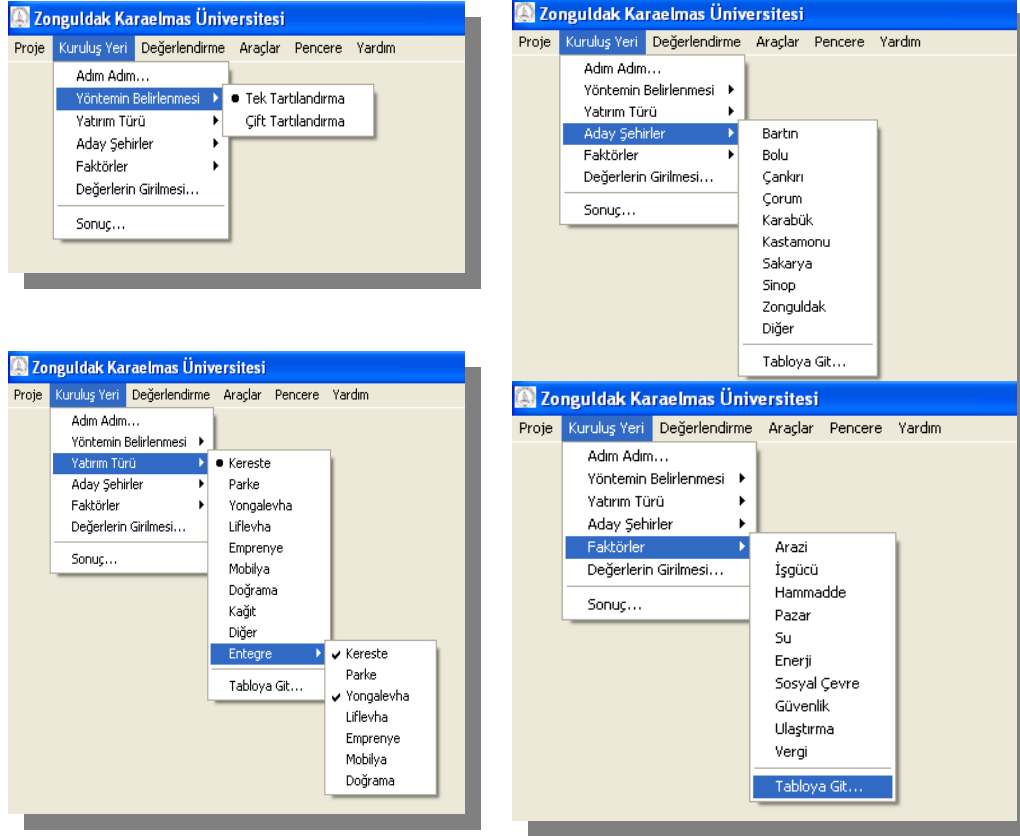 Zonguldak Karaelmas Üniversitesi
Proje Kuruluş Yeri Değerlendirme Araçlar Pencere Yardım
Adım Adım...
Yöntemin Belirlenmesi
Yatırım Türü
Aday Şehirler
Faktörler
Değerlerin Girilmesi...
Sonuç...
Tek Tartılandırma
Çift Tartılandırma
Zonguldak Karaelmas Üniversitesi
Proje Kuruluş Yeri Değerlendirme Araçlar Pencere Yardım
Adım Adım...
Yöntemin Belirlenmesi
Yatırım Türü
Aday Şehirler
Faktörler
Değerlerin Girilmesi...
Sonuç...
Bartın
Bolu
Çankırı
Çorum
Karabük
Kastamonu
Sakarya
Sinop
Zonguldak
Diğer
Tabloya Git...
Zonguldak Karaelmas Üniversitesi
Proje Kuruluş Yeri Değerlendirme Araçlar Pencere Yardım
Adım Adım...
Yöntemin Belirlenmesi
Yatırım Türü
Aday Şehirler
Faktörler
Değerlerin Girilmesi...
Sonuç...
Kereste
Parke
Yongalevha
Liflevha
Emprenye
Mobilya
Doğrama
Kağıt
Diğer
Entegre
Tabloya Git...
Kereste
Parke
Yongalevha
Liflevha
Emprenye
Mobilya
Doğrama
Zonguldak Karaelmas Üniversitesi
Proje Kuruluş Yeri Değerlendirme Araçlar Pencere Yardım
Adım Adım...
Yöntemin Belirlenmesi
Yatırım Türü
Aday Şehirler
Faktörler
Değerlerin Girilmesi...
Sonuç...
Arazi
İşgücü
Hammadde
Pazar
Su
Enerji
Sosyal Çevre
Güvenlik
Ulaştırma
Vergi
Tabloya Git...